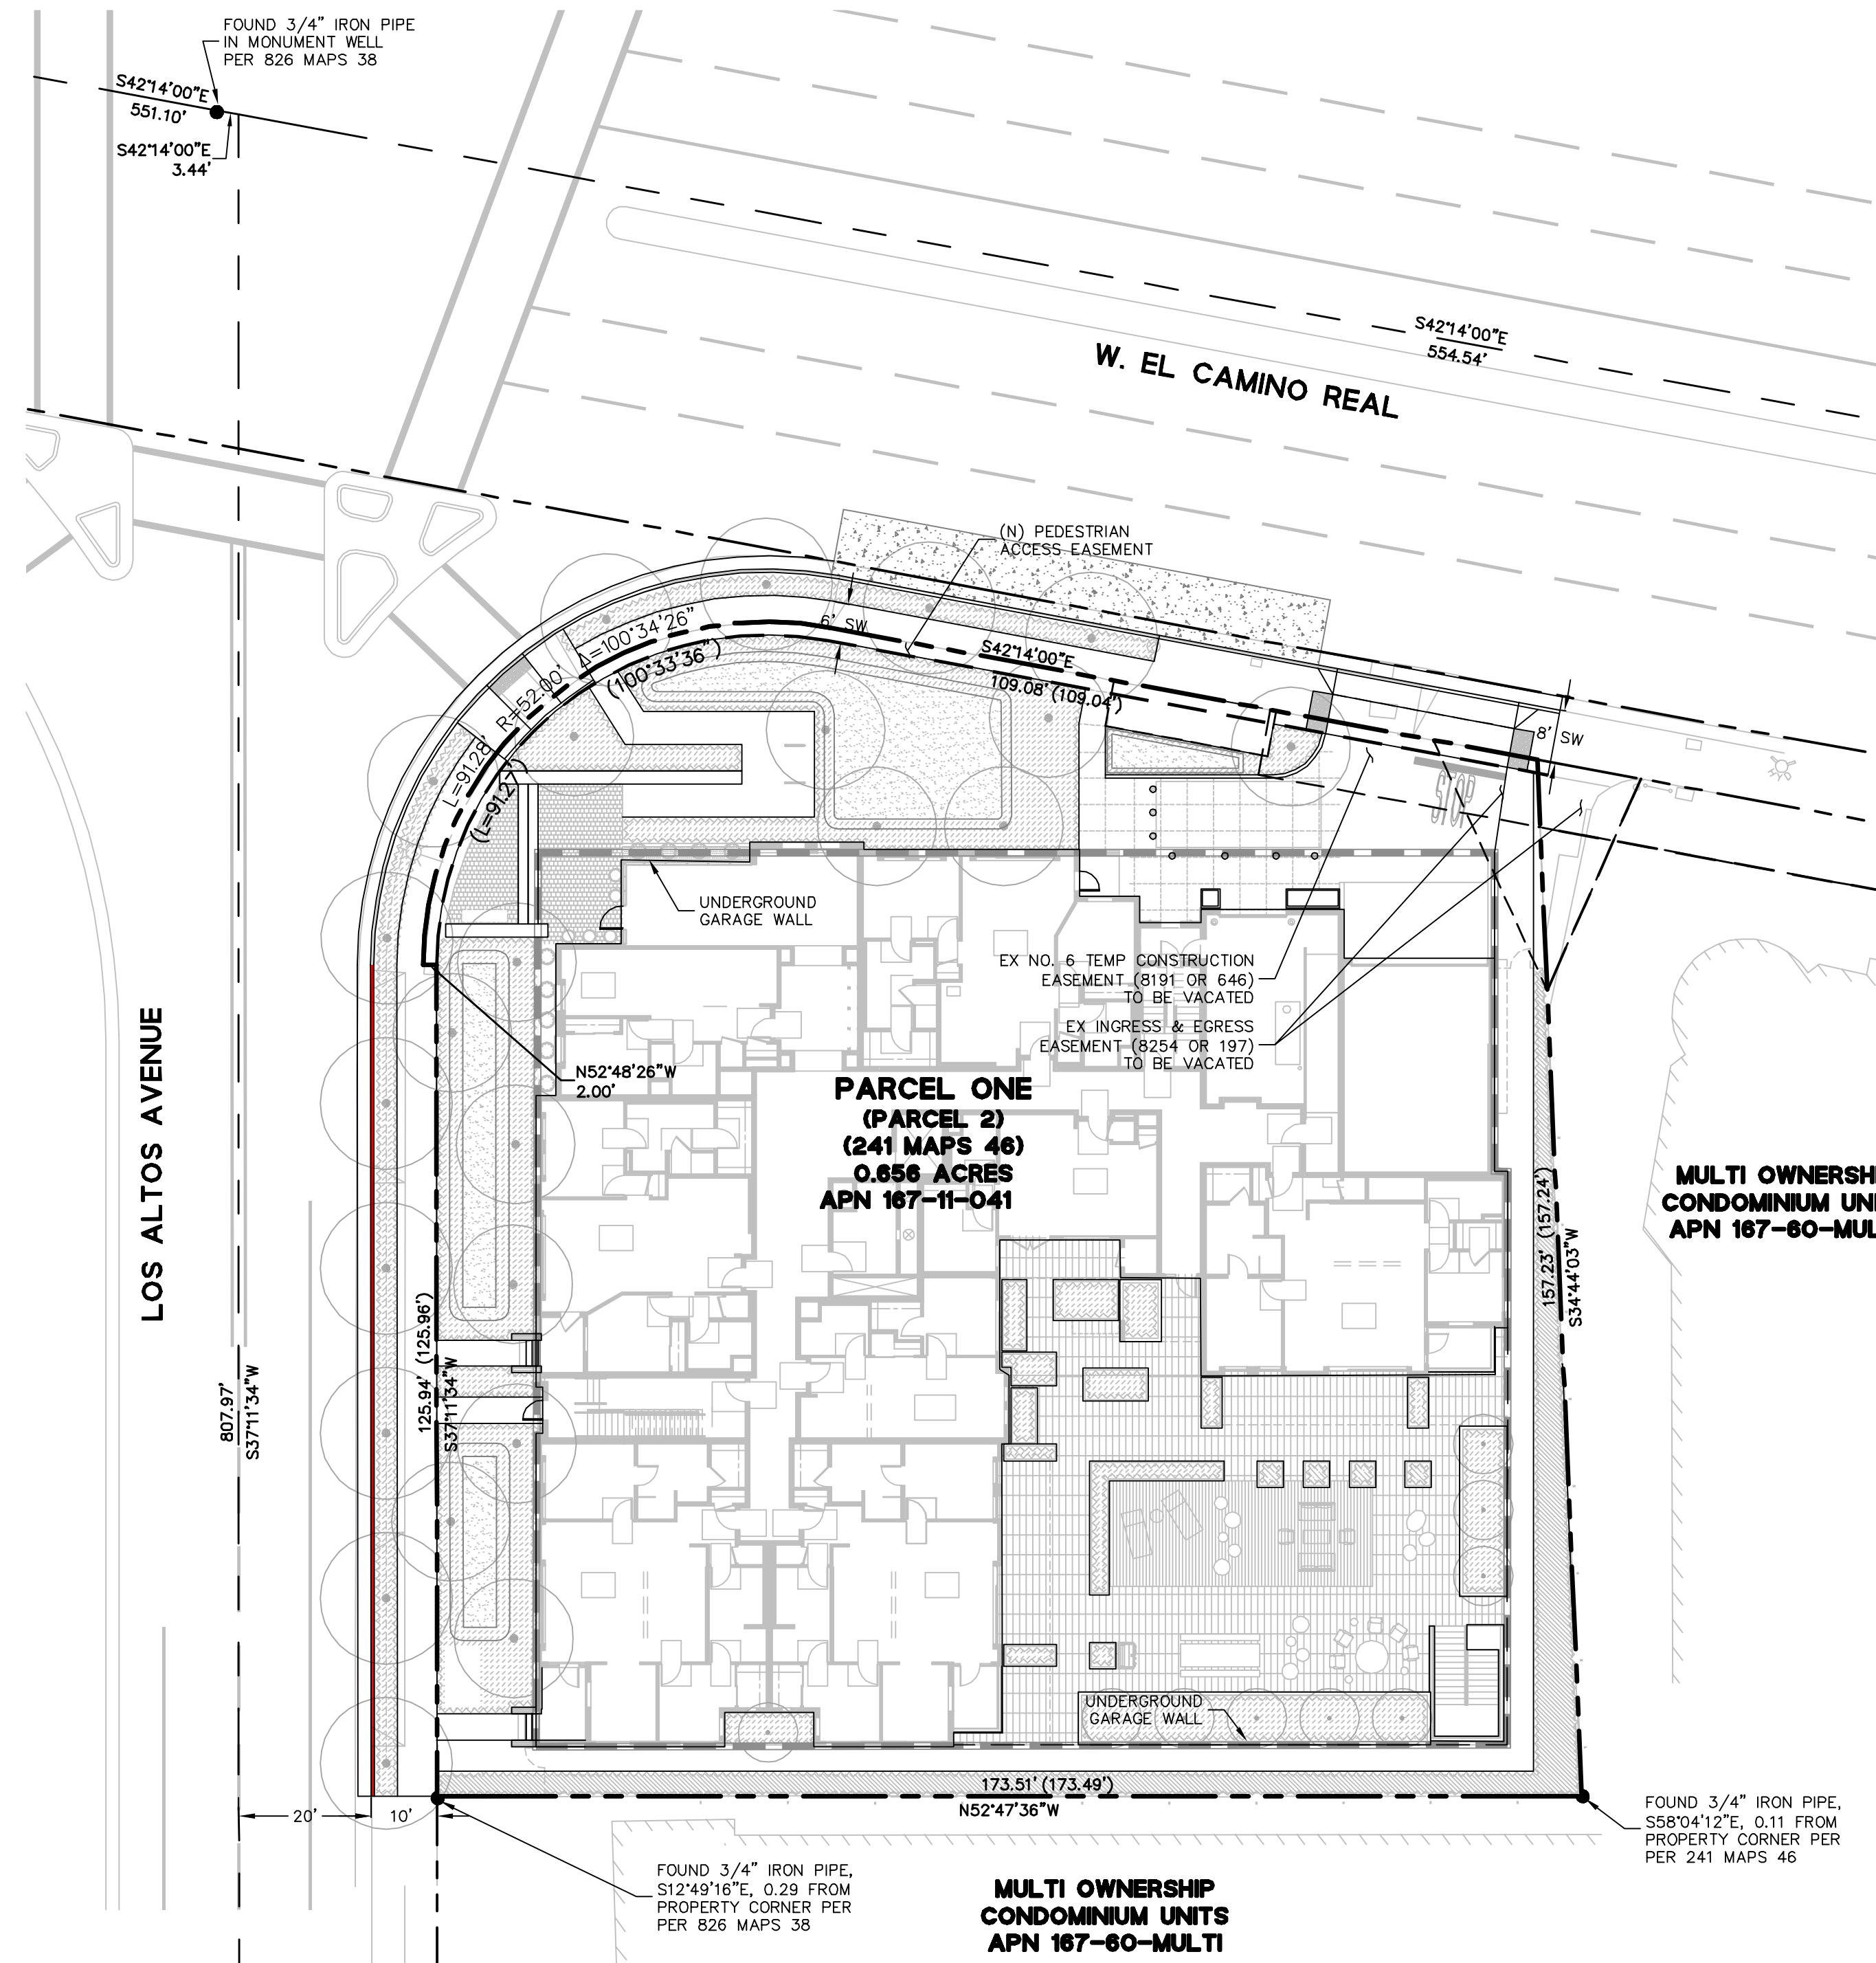 FOUND 3/4" IRON PIPE
IN MONUMENT WELL
PER 826 MAPS 38
S42°14'00"E
551.10'
S42°14'00"E
3.44'
S42°14'00"E
554.54'
W. EL CAMINO REAL
(N) PEDESTRIAN
ACCESS EASEMENT
6' SW
Δ=100°34'26"
(100°33'36")
R=52.00'
L=91.28'
(L=91.27')
S42°14'00"E
109.08' (109.04')
8' SW
STOP
UNDERGROUND
GARAGE WALL
EX NO. 6 TEMP CONSTRUCTION
EASEMENT (8191 OR 646)
TO BE VACATED
EX INGRESS & EGRESS
EASEMENT (8254 OR 197)
TO BE VACATED
N52°48'26"W
2.00'
PARCEL ONE
(PARCEL 2)
(241 MAPS 46)
0.656 ACRES
APN 167-11-041
LOS ALTOS AVENUE
MULTI OWNERSHI
CONDOMINIUM UNI
APN 167-60-MUL
157.23' (157.24')
S34°44'03"W
125.94' (125.96')
S37°11'34"W
807.97'
S37°11'34"W
UNDERGROUND
GARAGE WALL
173.51' (173.49')
N52°47'36"W
20'
10'
FOUND 3/4" IRON PIPE,
S58°04'12"E, 0.11 FROM
PROPERTY CORNER PER
PER 241 MAPS 46
FOUND 3/4" IRON PIPE,
S12°49'16"E, 0.29 FROM
PROPERTY CORNER PER
PER 826 MAPS 38
MULTI OWNERSHIP
CONDOMINIUM UNITS
APN 167-60-MULTI